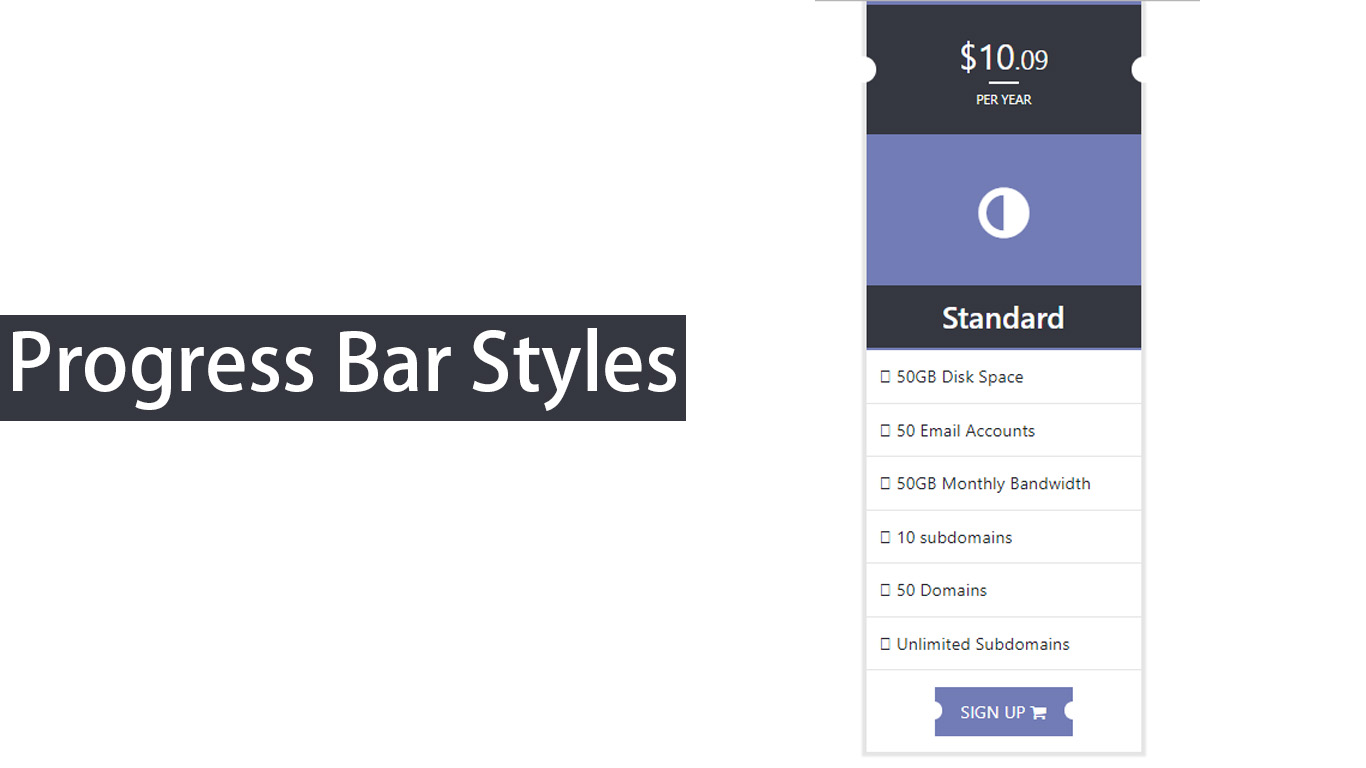 Progress Bar Styles
$10.09
PER YEAR
Standard
50GB Disk Space
50 Email Accounts
50GB Monthly Bandwidth
10 subdomains
50 Domains
Unlimited Subdomains
SIGN UP